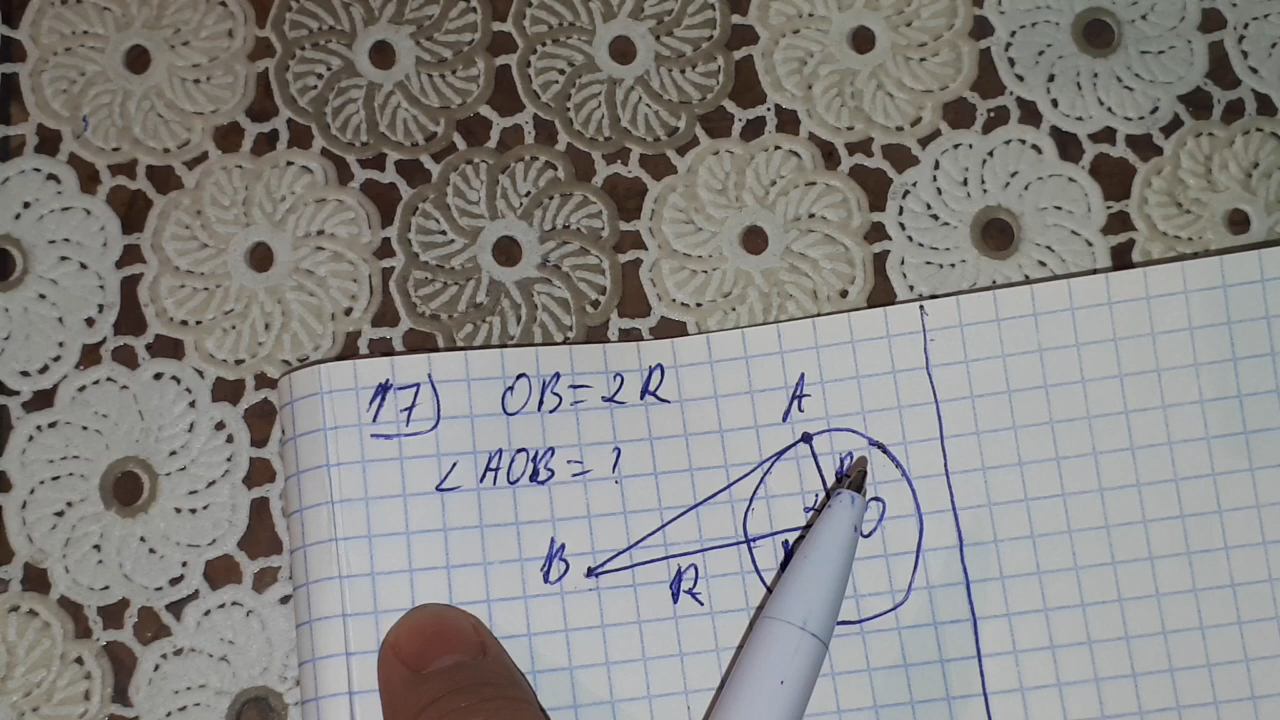 17) OB = 2R
∠AOB = ?
A
R
O
B
R